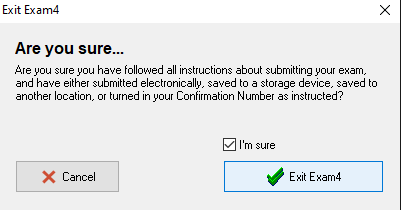 Exit Exam4
Are you sure...
Are you sure you have followed all instructions about submitting your exam,
and have either submitted electronically, saved to a storage device, saved to
another location, or turned in your Confirmation Number as instructed?
I'm sure
Cancel
Exit Exam4